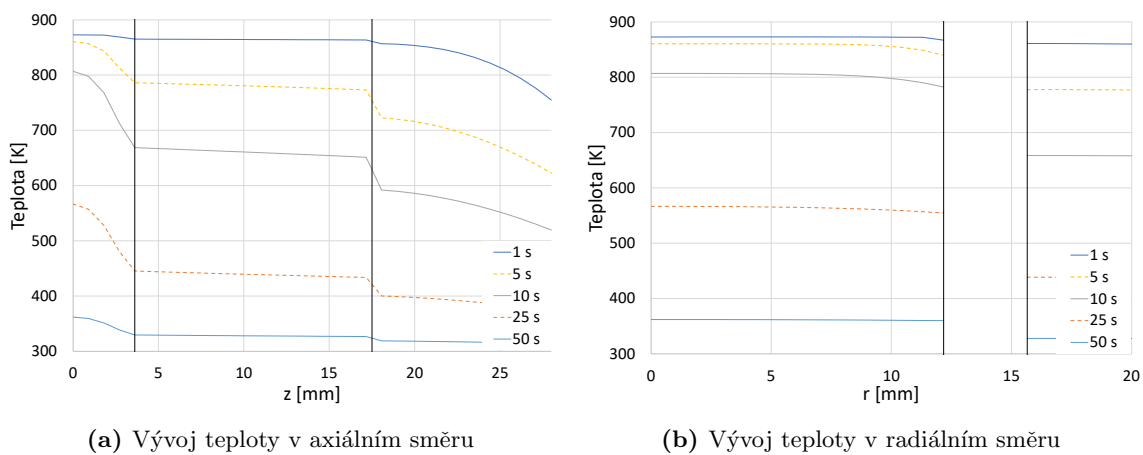 900
800
700
600
500
400
300
Teplota [K]
0
5
10
15
20
25
z [mm]
1 s
5 s
10 s
25 s
50 s
900
800
700
600
500
400
300
Teplota [K]
0
5
10
15
20
r [mm]
1 s
5 s
10 s
25 s
50 s
(a) Vývoj teploty v axiálním směru
(b) Vývoj teploty v radiálním směru